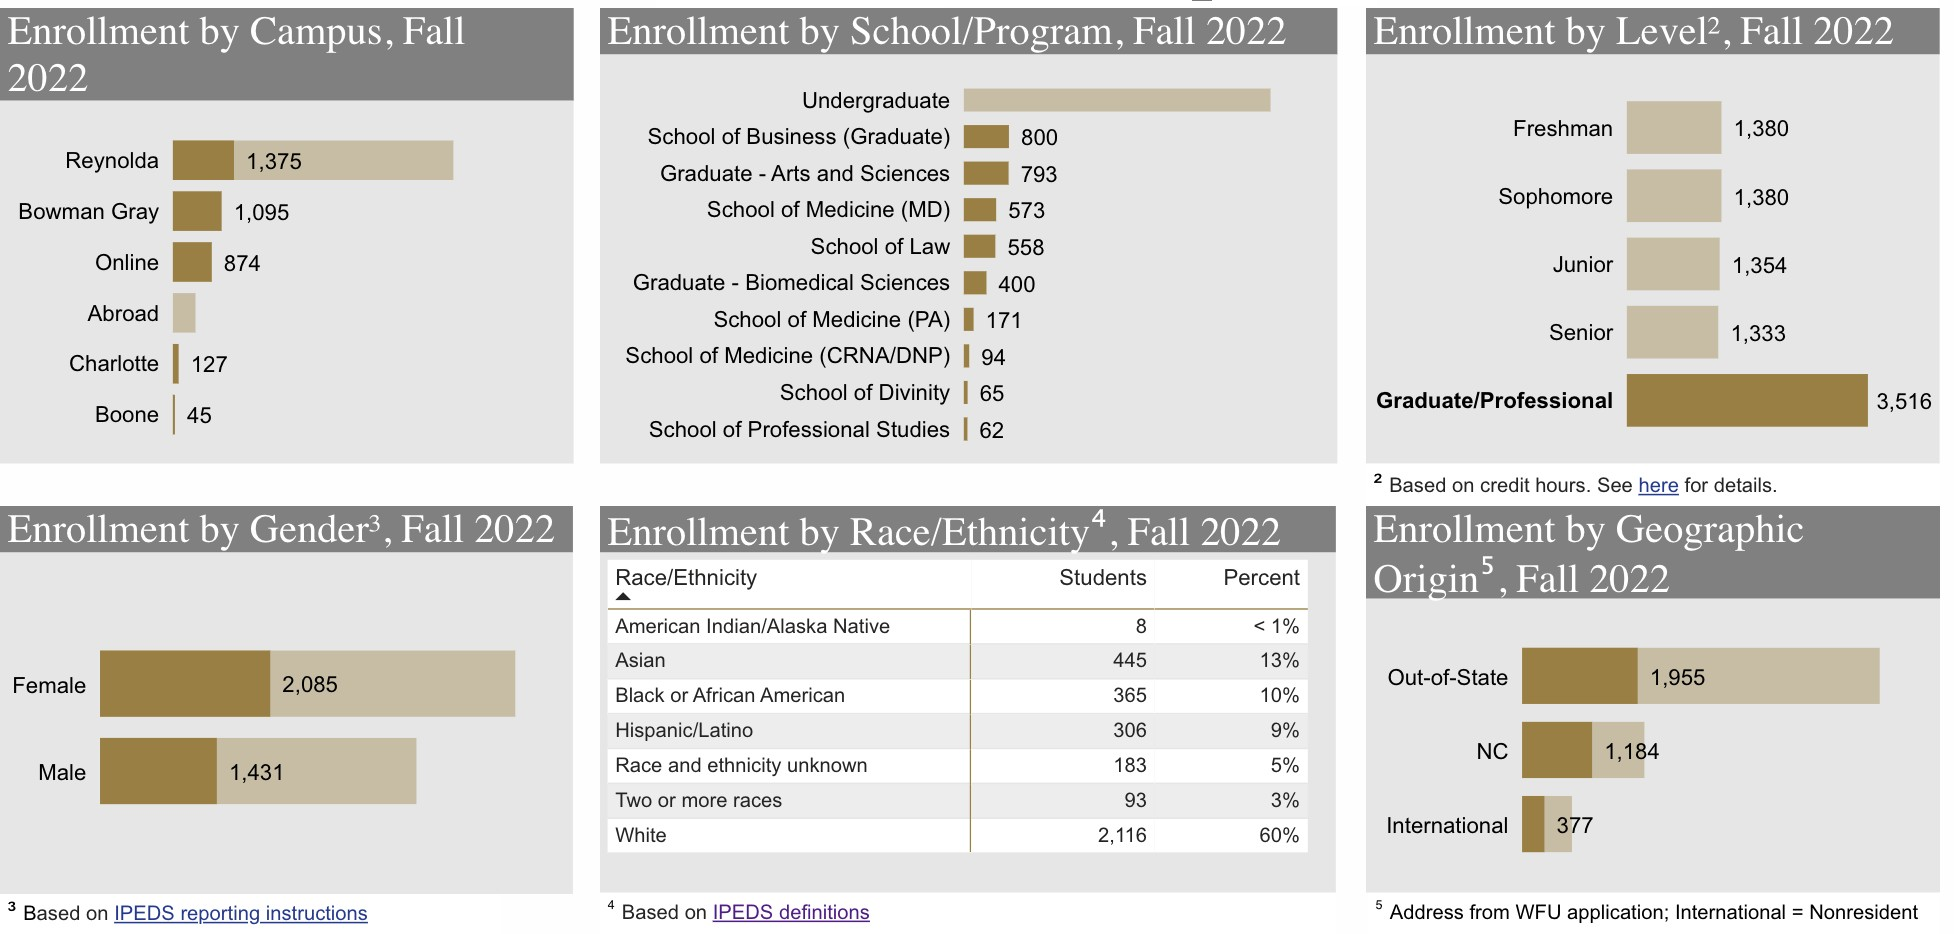 Enrollment by Campus, Fall
2022
Reynolda 1,375
Bowman Gray 1,095
Online 874
Abroad
Charlotte 127
Boone 45
Enrollment by School/Program, Fall 2022
Undergraduate
School of Business (Graduate) 800
Graduate - Arts and Sciences 793
School of Medicine (MD) 573
School of Law 558
Graduate - Biomedical Sciences 400
School of Medicine (PA) 171
School of Medicine (CRNA/DNP) 94
School of Divinity 65
School of Professional Studies 62
Enrollment by Level², Fall 2022
Freshman 1,380
Sophomore 1,380
Junior 1,354
Senior 1,333
Graduate/Professional 3,516
² Based on credit hours. See here for details.
Enrollment by Gender³, Fall 2022
Female 2,085
Male 1,431
³ Based on IPEDS reporting instructions
Enrollment by Race/Ethnicity⁴, Fall 2022
Race/Ethnicity Students Percent
American Indian/Alaska Native 8 < 1%
Asian 445 13%
Black or African American 365 10%
Hispanic/Latino 306 9%
Race and ethnicity unknown 183 5%
Two or more races 93 3%
White 2,116 60%
⁴ Based on IPEDS definitions
Enrollment by Geographic
Origin⁵, Fall 2022
Out-of-State 1,955
NC 1,184
International 377
⁵ Address from WFU application; International = Nonresident